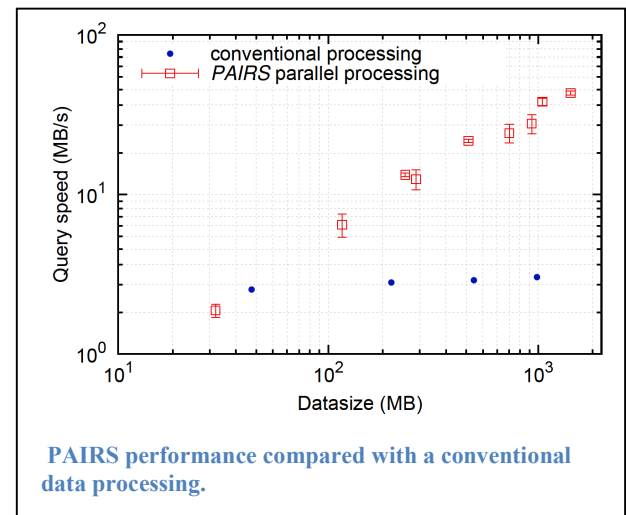 10²
conventional processing
PAIRS parallel processing
Query speed (MB/s)
10¹
10⁰
10¹ 10² 10³
Datasize (MB)
PAIRS performance compared with a conventional
data processing.